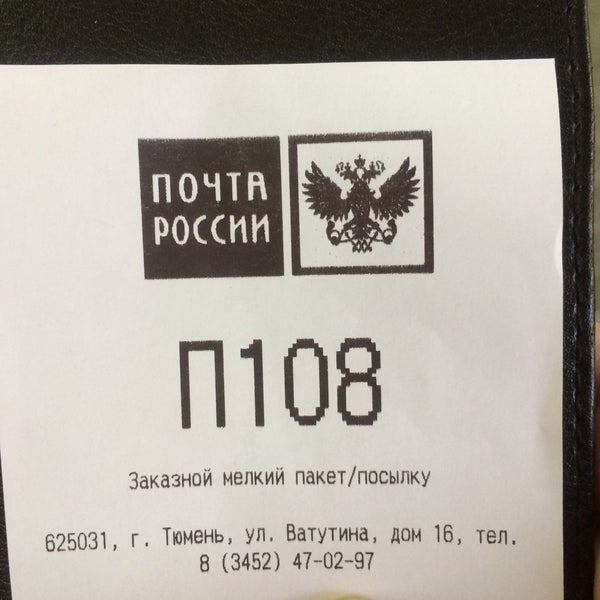 ПОЧТА
РОССИИ
П108
Заказной мелкий пакет/посылку
625031, г. Тюмень, ул. Ватутина, дом 16, тел.
8 (3452) 47-02-97